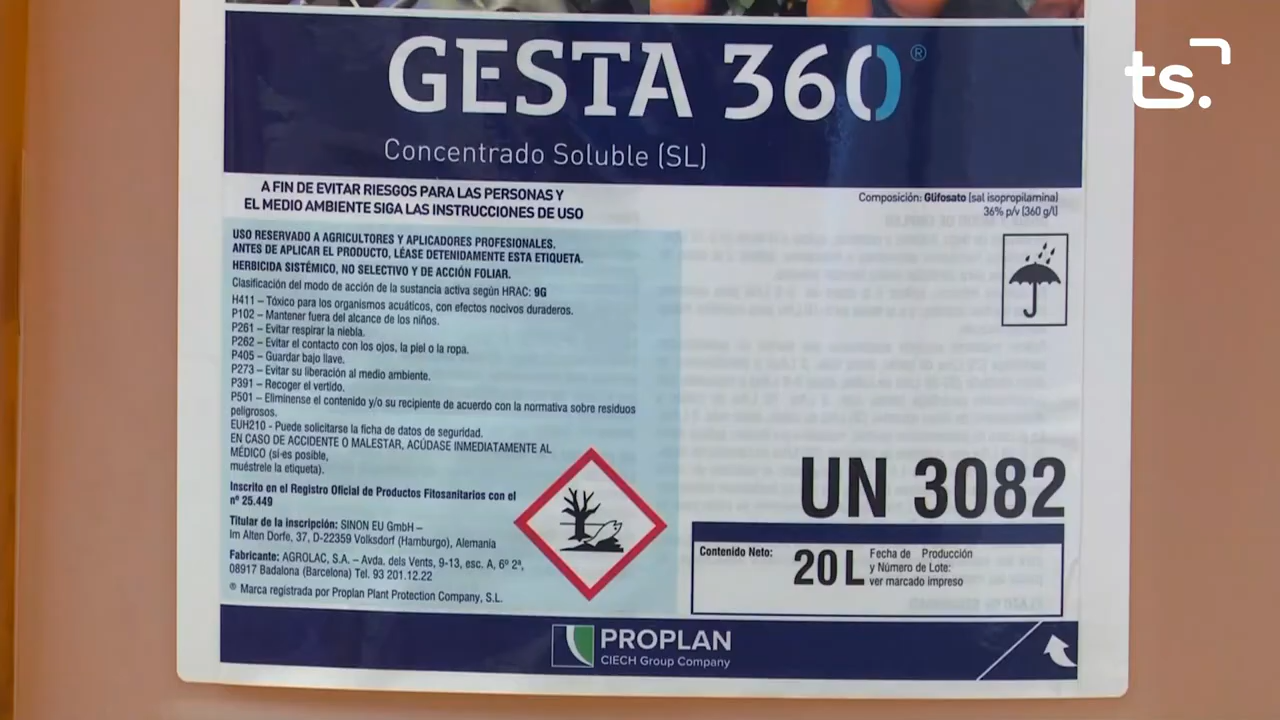 GESTA 360®
ts.
Concentrado Soluble (SL)
A FIN DE EVITAR RIESGOS PARA LAS PERSONAS Y
EL MEDIO AMBIENTE SIGA LAS INSTRUCCIONES DE USO
Composición: Glifosato (sal isopropilamina)
36% p/v (360 g/l)
USO RESERVADO A AGRICULTORES Y APLICADORES PROFESIONALES.
ANTES DE APLICAR EL PRODUCTO, LÉASE DETENIDAMENTE ESTA ETIQUETA.
HERBICIDA SISTÉMICO, NO SELECTIVO Y DE ACCIÓN FOLIAR.
Clasificación del modo de acción de la sustancia activa según HRAC: 9G
H411 – Tóxico para los organismos acuáticos, con efectos nocivos duraderos.
P102 – Mantener fuera del alcance de los niños.
P261 – Evitar respirar la niebla.
P262 – Evitar el contacto con los ojos, la piel o la ropa.
P405 – Guardar bajo llave.
P273 – Evitar su liberación al medio ambiente.
P391 – Recoger el vertido.
P501 – Elimínense el contenido y/o su recipiente de acuerdo con la normativa sobre residuos
peligrosos.
EUH210 - Puede solicitarse la ficha de datos de seguridad.
EN CASO DE ACCIDENTE O MALESTAR, ACÚDASE INMEDIATAMENTE AL
MÉDICO (si es posible,
muéstrele la etiqueta).
Inscrito en el Registro Oficial de Productos Fitosanitarios con el
nº 25.449
Titular de la inscripción: SINON EU GmbH –
Im Alten Dorfe, 37, D-22359 Volksdorf (Hamburgo), Alemania
Fabricante: AGROLAC, S.A. – Avda. dels Vents, 9-13, esc. A, 6º 2ª,
08917 Badalona (Barcelona) Tel. 93 201.12.22
® Marca registrada por Proplan Plant Protection Company, S.L.
UN 3082
Contenido Neto: 20 L
Fecha de Producción
y Número de Lote:
ver marcado impreso
PROPLAN
CIECH Group Company